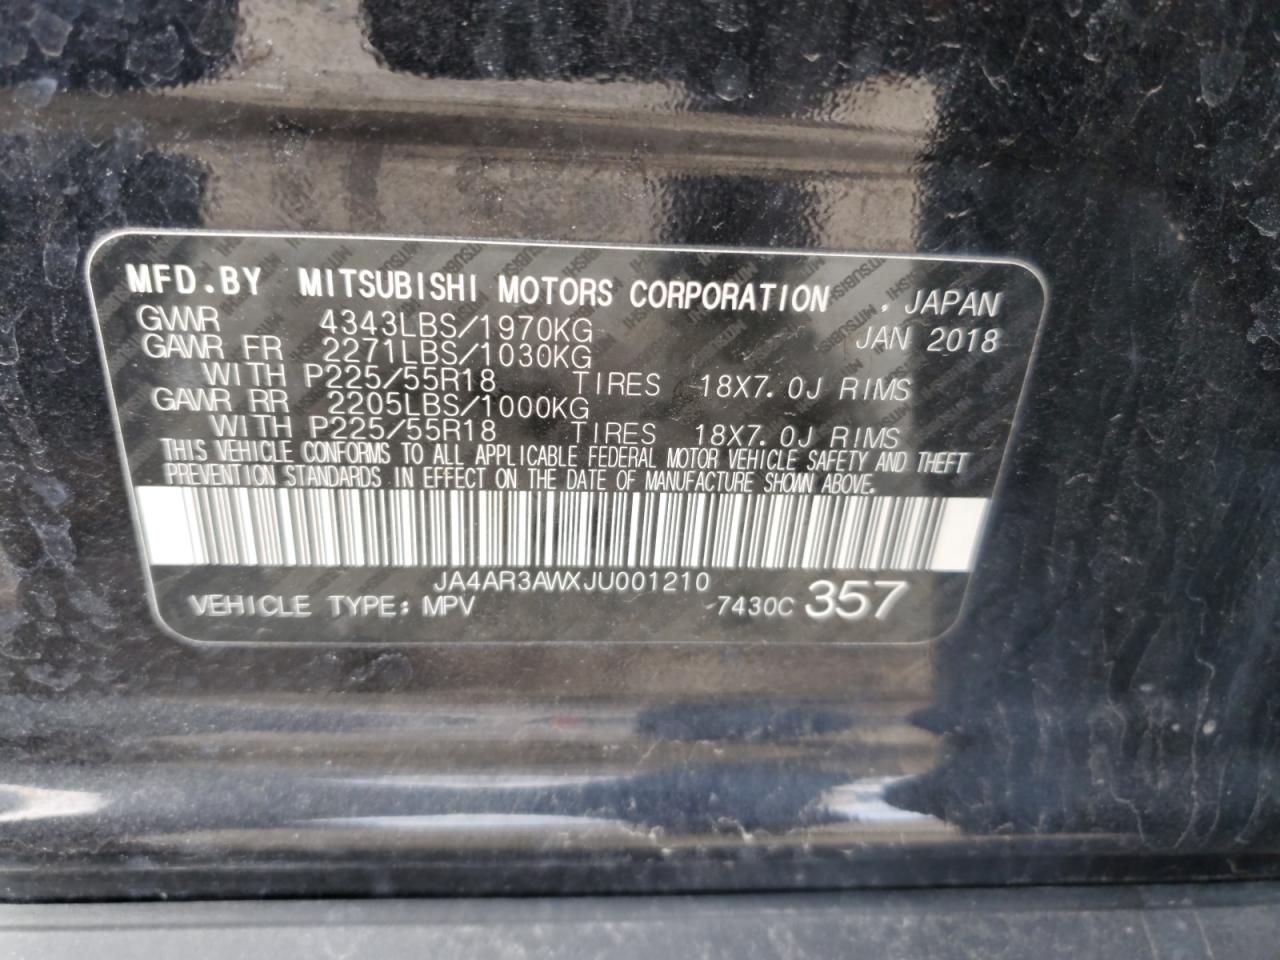 MFD.BY MITSUBISHI MOTORS CORPORATION , JAPAN
GVWR 4343LBS/1970KG JAN 2018
GAWR FR 2271LBS/1030KG
WITH P225/55R18 TIRES 18X7.0J RIMS
GAWR RR 2205LBS/1000KG
WITH P225/55R18 TIRES 18X7.0J RIMS
THIS VEHICLE CONFORMS TO ALL APPLICABLE FEDERAL MOTOR VEHICLE SAFETY AND THEFT
PREVENTION STANDARDS IN EFFECT ON THE DATE OF MANUFACTURE SHOWN ABOVE.
JA4AR3AWXJU001210
VEHICLE TYPE: MPV -7430C 357